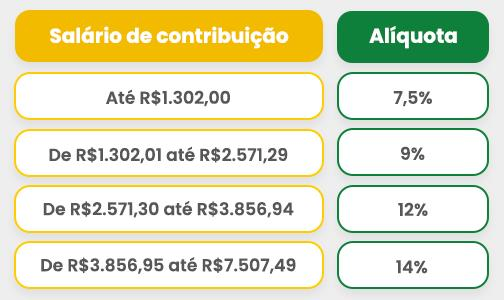 Salário de contribuição Alíquota
Até R$1.302,00 7,5%
De R$1.302,01 até R$2.571,29 9%
De R$2.571,30 até R$3.856,94 12%
De R$3.856,95 até R$7.507,49 14%